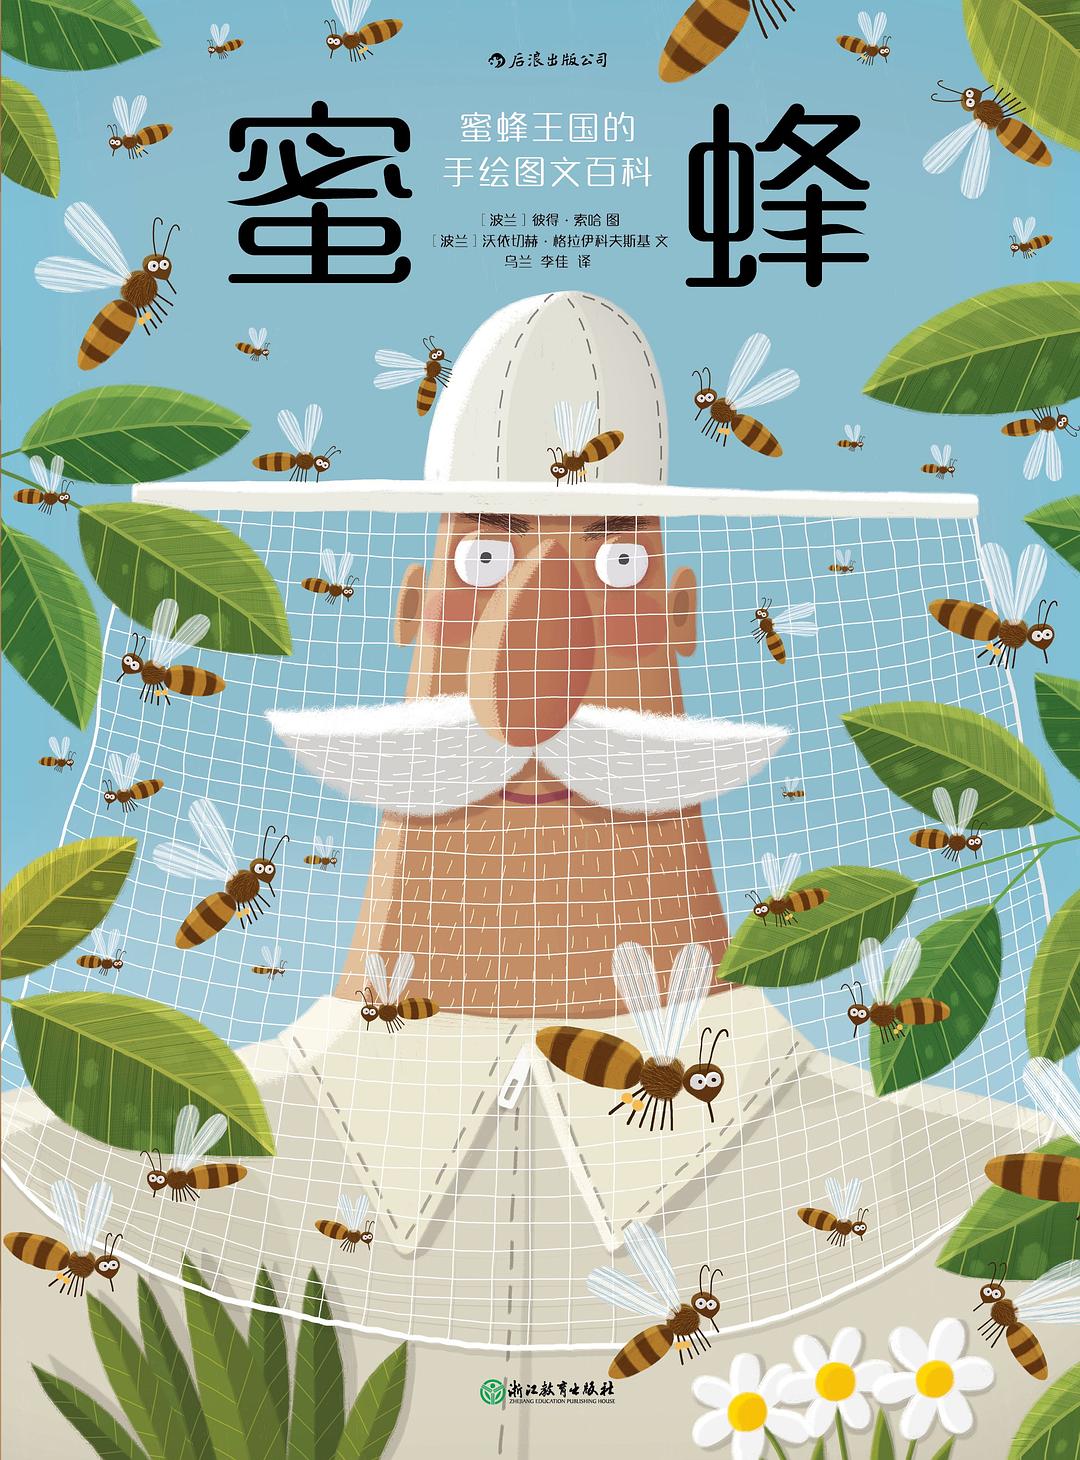 后浪出版公司
蜜蜂
蜜蜂王国的
手绘图文百科
［波兰］彼得·索哈 图
［波兰］沃依切赫·格拉伊科夫斯基 文
乌兰 李佳 译
浙江教育出版社
ZHEJIANG EDUCATION PUBLISHING HOUSE